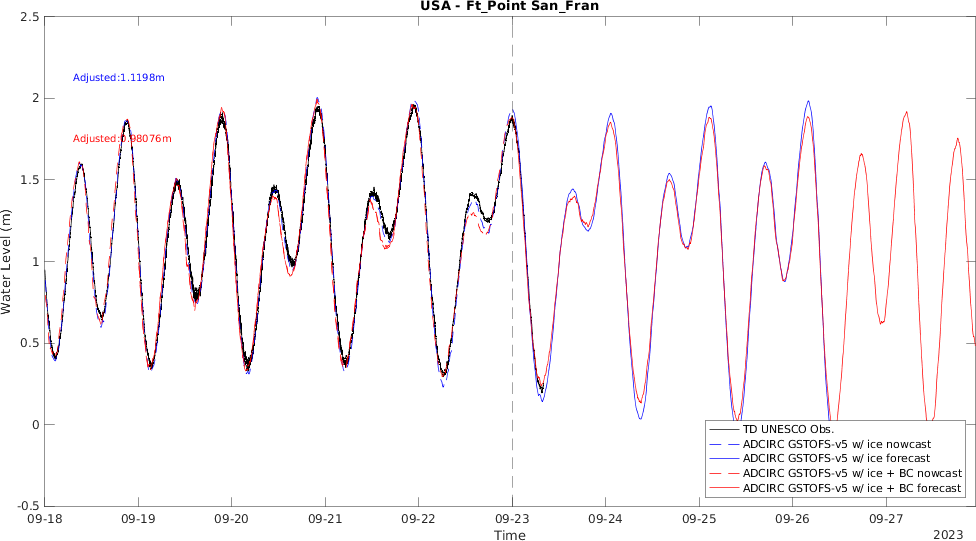 USA - Ft_Point San_Fran
2.5
2
1.5
1
0.5
0
-0.5
Water Level (m)
Adjusted:1.1198m
Adjusted:0.98076m
TD UNESCO Obs.
ADCIRC GSTOFS-v5 w/ ice nowcast
ADCIRC GSTOFS-v5 w/ ice forecast
ADCIRC GSTOFS-v5 w/ ice + BC nowcast
ADCIRC GSTOFS-v5 w/ ice + BC forecast
09-18 09-19 09-20 09-21 09-22 09-23 09-24 09-25 09-26 09-27
Time
2023